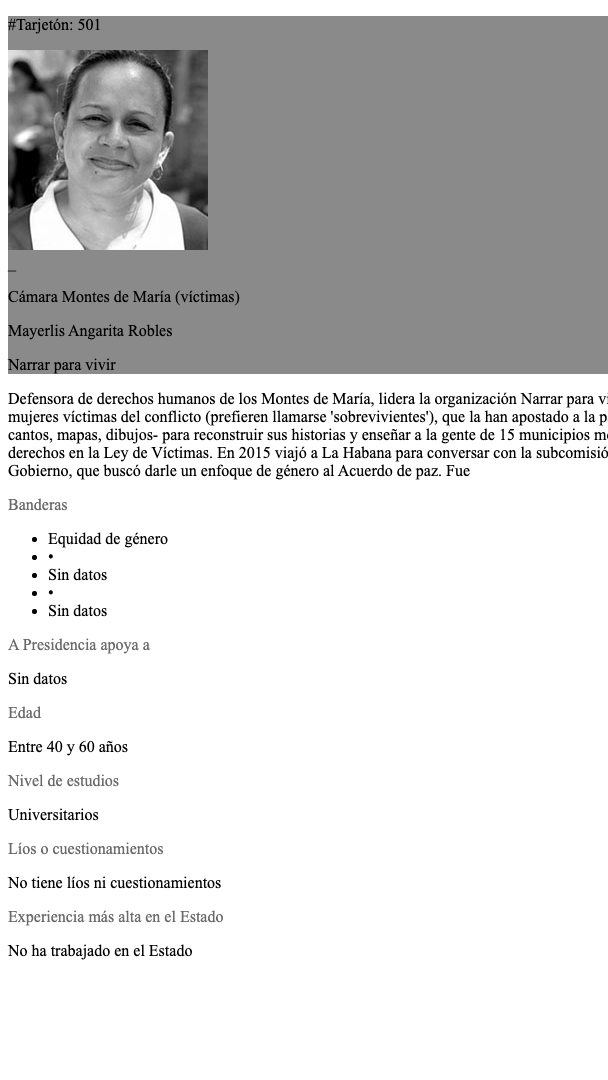 #Tarjetón: 501
_
Cámara Montes de María (víctimas)
Mayerlis Angarita Robles
Narrar para vivir
Defensora de derechos humanos de los Montes de María, lidera la organización Narrar para
mujeres víctimas del conflicto (prefieren llamarse 'sobrevivientes'), que la han apostado a la
cantos, mapas, dibujos- para reconstruir sus historias y enseñar a la gente de 15 municipios
derechos en la Ley de Víctimas. En 2015 viajó a La Habana para conversar con la
Gobierno, que buscó darle un enfoque de género al Acuerdo de paz. Fue
Banderas
• Equidad de género
• •
• Sin datos
• •
• Sin datos
A Presidencia apoya a
Sin datos
Edad
Entre 40 y 60 años
Nivel de estudios
Universitarios
Líos o cuestionamientos
No tiene líos ni cuestionamientos
Experiencia más alta en el Estado
No ha trabajado en el Estado